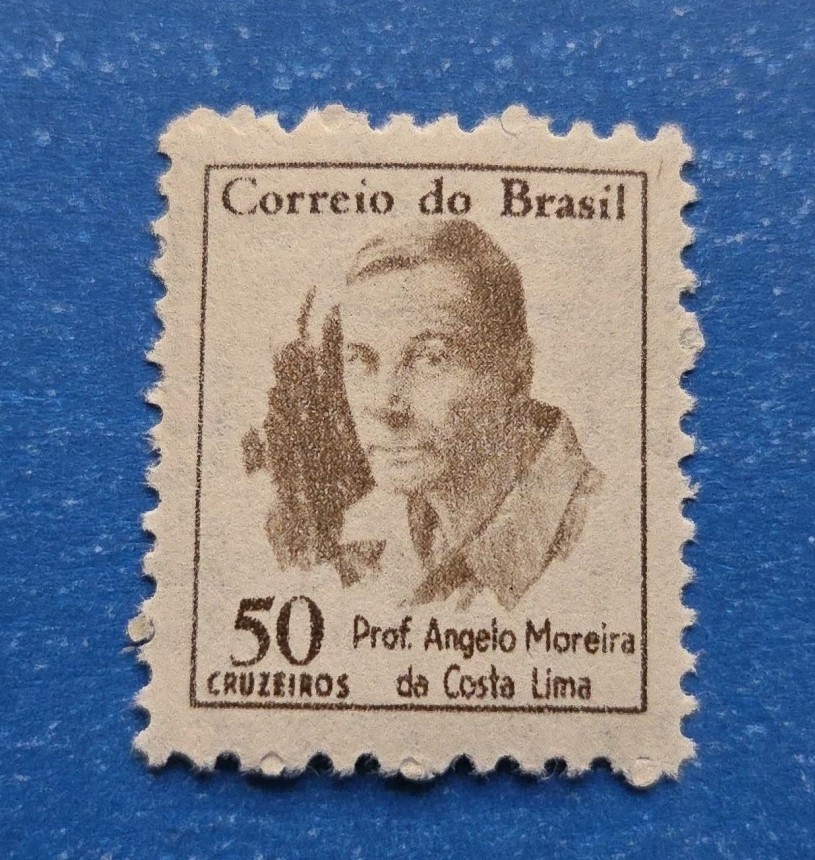 Correio do Brasil
50 Prof. Angelo Moreira
CRUZEIROS da Costa Lima